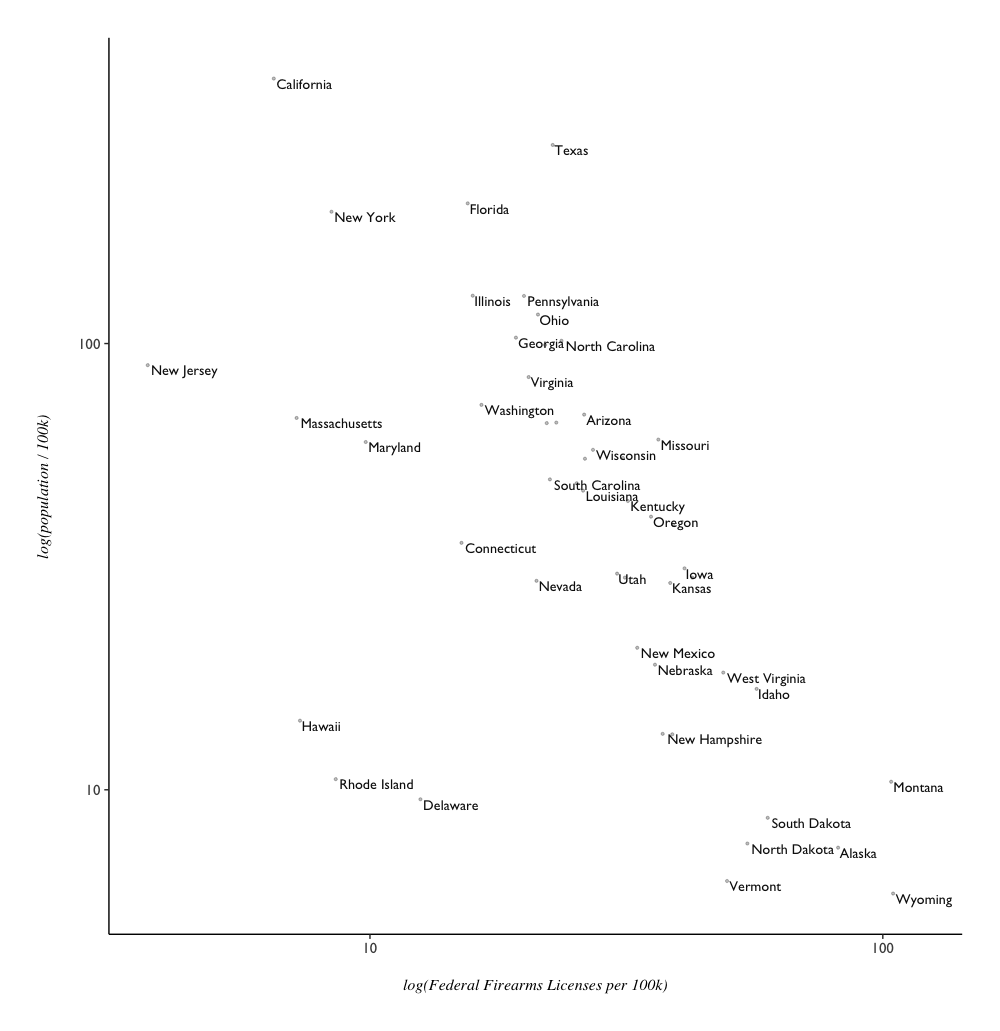 California
Texas
Florida
New York
Illinois
Pennsylvania
Ohio
100
Georgia
North Carolina
New Jersey
Virginia
Washington
Arizona
Massachusetts
Maryland
Missouri
Wisconsin
South Carolina
Louisiana
Kentucky
Oregon
Connecticut
Utah
Iowa
Nevada
Kansas
New Mexico
Nebraska
West Virginia
Idaho
Hawaii
New Hampshire
Rhode Island
10
Montana
Delaware
South Dakota
North Dakota
Alaska
Vermont
Wyoming
log(population / 100k)
10
100
log(Federal Firearms Licenses per 100k)